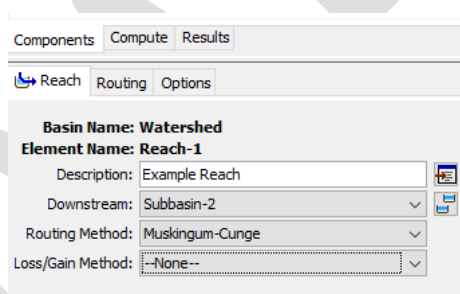 Components Compute Results
Reach Routing Options
Basin Name: Watershed
Element Name: Reach-1
Description: Example Reach
Downstream: Subbasin-2
Routing Method: Muskingum-Cunge
Loss/Gain Method: --None--